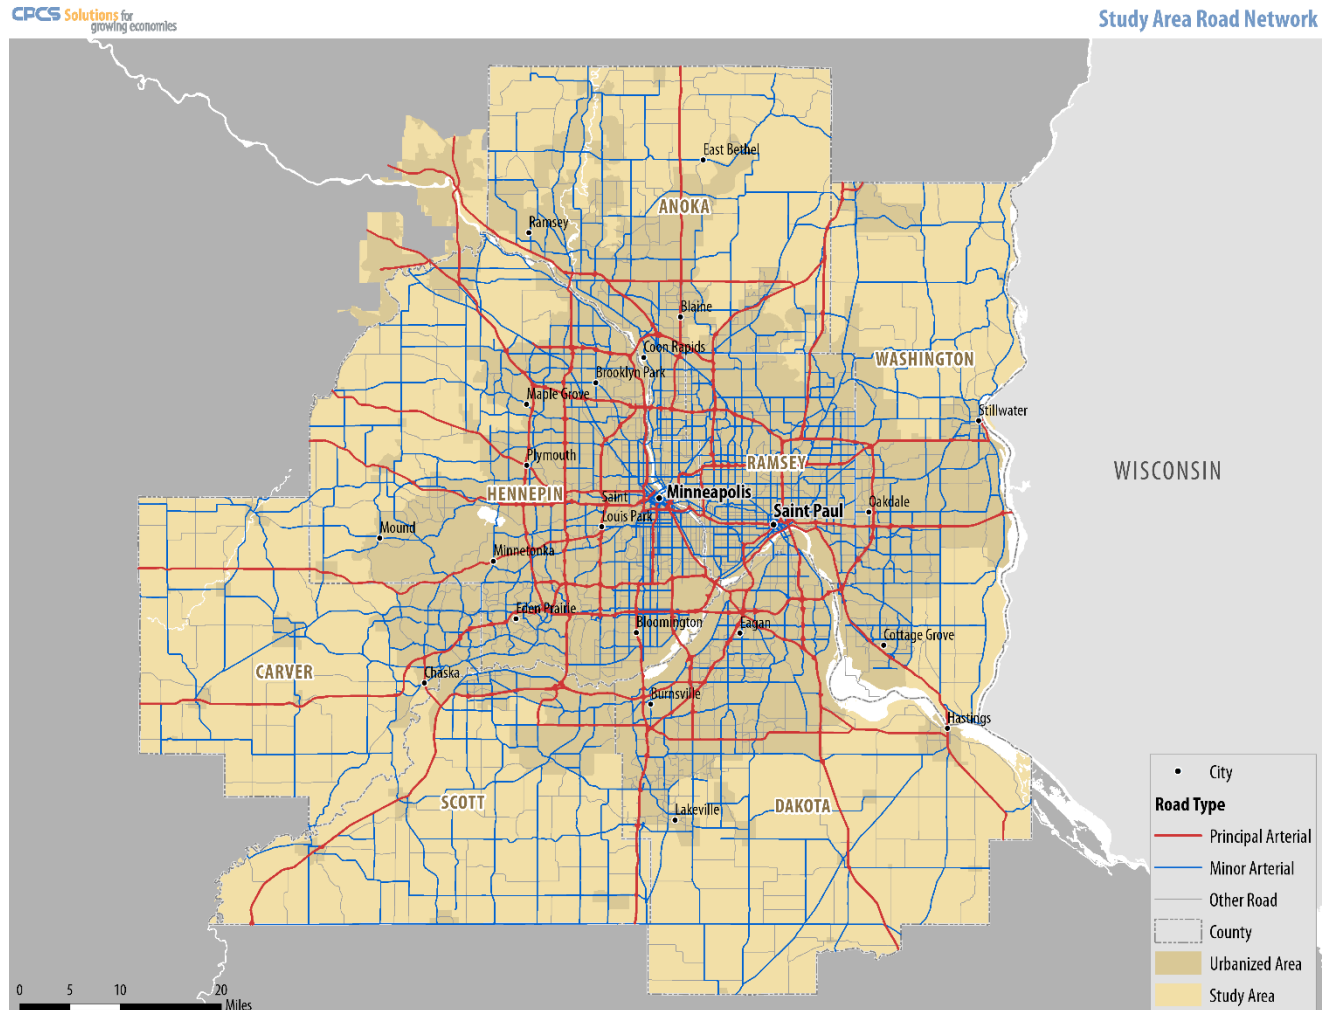 CPCS Solutions for
growing economies
Study Area Road Network
East Bethel
ANOKA
Ramsey
Blaine
Coon Rapids
WASHINGTON
Brooklyn Park
Maple Grove
Stillwater
Plymouth
RAMSEY
WISCONSIN
HENNEPIN
Minneapolis
Saint
Louis Park
Saint Paul
Oakdale
Mound
Minnetonka
Eden Prairie
Bloomington
Eagan
Cottage Grove
CARVER
Chaska
Burnsville
Hastings
SCOTT
DAKOTA
Lakeville
City
Road Type
Principal Arterial
Minor Arterial
Other Road
County
Urbanized Area
Study Area
0 5 10 20
Miles